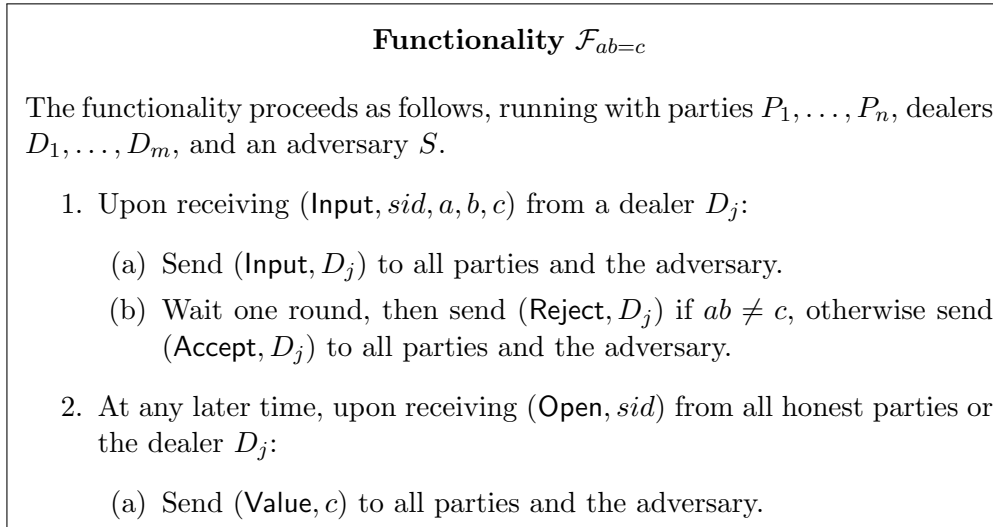 Functionality $\mathcal{F}_{ab=c}$
The functionality proceeds as follows, running with parties $P_1, \ldots, P_n$, dealers
$D_1, \ldots, D_m$, and an adversary $S$.
1. Upon receiving (Input, $sid, a, b, c$) from a dealer $D_j$:
(a) Send (Input, $D_j$) to all parties and the adversary.
(b) Wait one round, then send (Reject, $D_j$) if $ab \neq c$, otherwise send
(Accept, $D_j$) to all parties and the adversary.
2. At any later time, upon receiving (Open, $sid$) from all honest parties or
the dealer $D_j$:
(a) Send (Value, $c$) to all parties and the adversary.